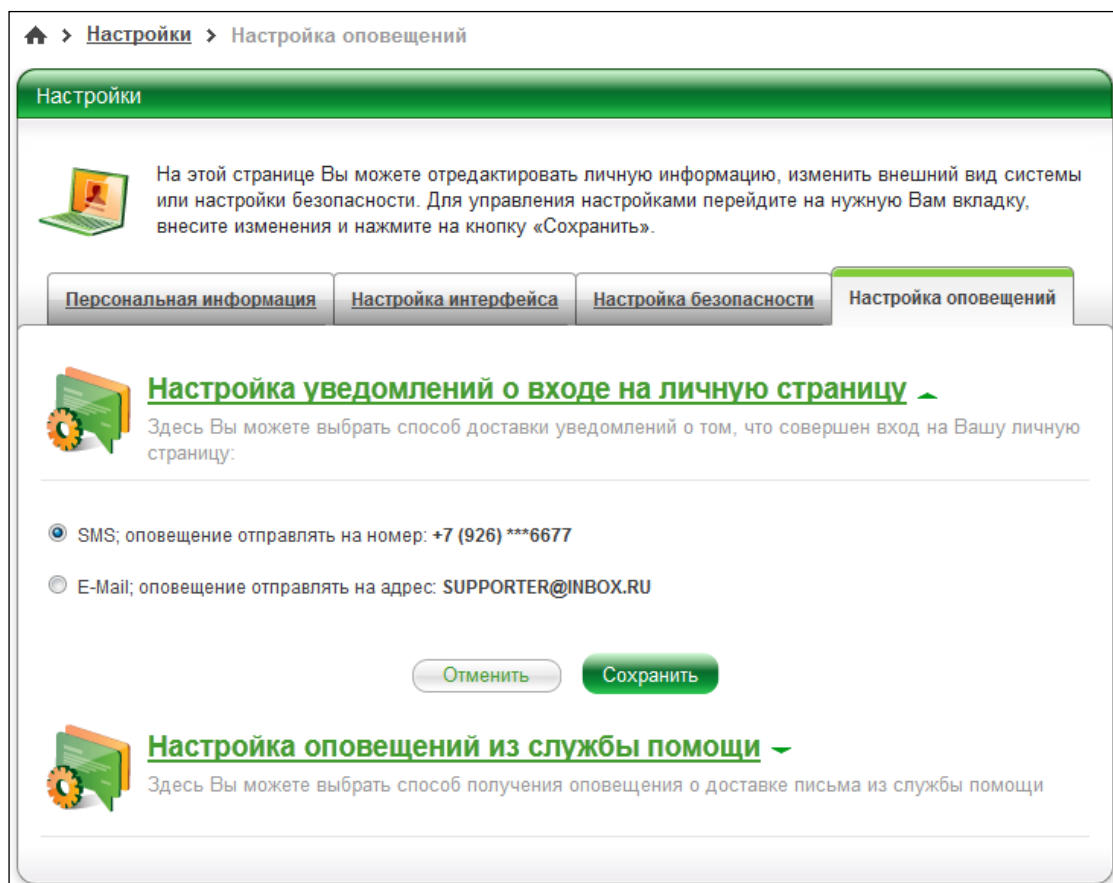 Настройки Настройка оповещений
Настройки
На этой странице Вы можете отредактировать личную информацию, изменить внешний вид системы
или настройки безопасности. Для управления настройками перейдите на нужную Вам вкладку,
внесите изменения и нажмите на кнопку «Сохранить».
Персональная информация Настройка интерфейса Настройка безопасности Настройка оповещений
Настройка уведомлений о входе на личную страницу
Здесь Вы можете выбрать способ доставки уведомлений о том, что совершен вход на Вашу личную
страницу:
SMS; оповещение отправлять на номер: +7 (926) ***6677
E-Mail; оповещение отправлять на адрес: SUPPORTER@INBOX.RU
Отменить Сохранить
Настройка оповещений из службы помощи
Здесь Вы можете выбрать способ получения оповещения о доставке письма из службы помощи